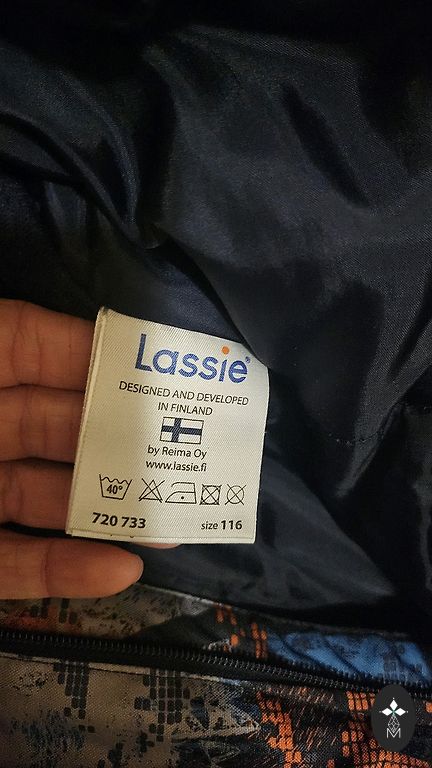 Lassie®
DESIGNED AND DEVELOPED
IN FINLAND
by Reima Oy
www.lassie.fi
40°
720 733 size 116
M